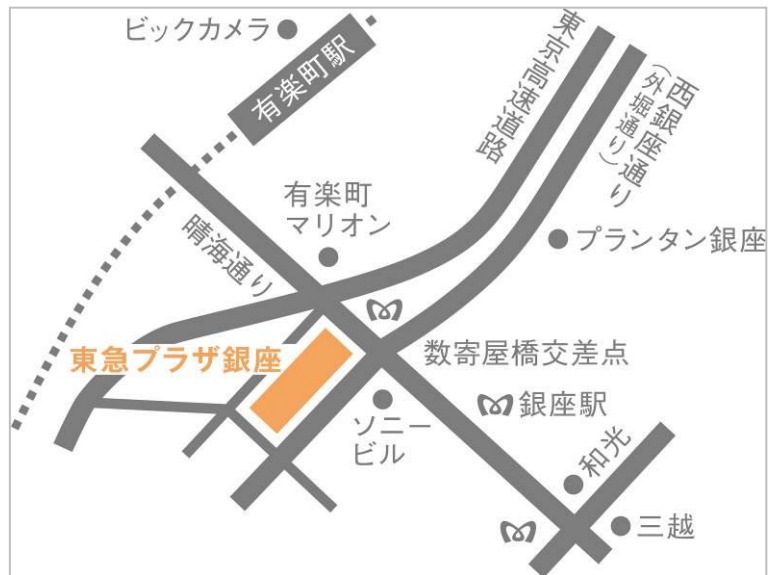 ビックカメラ
有楽町駅
東京高速道路
西銀座通り
（外堀通り）
有楽町
マリオン
晴海通り
プランタン銀座
東急プラザ銀座
数寄屋橋交差点
銀座駅
ソニー
ビル
和光
三越